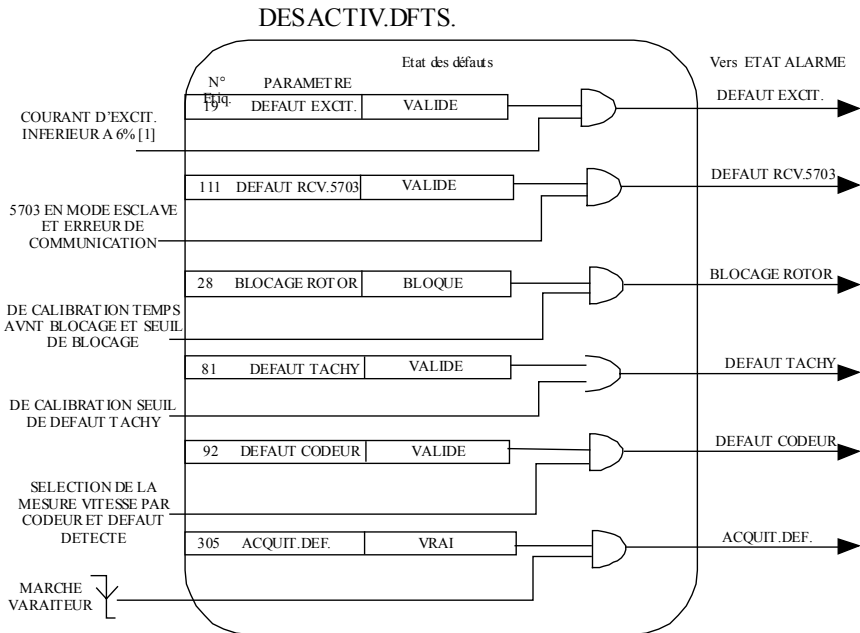 DESACTIV.DFTS.
Etat des défauts
Vers ETAT ALARME
N°
Etiq.
PARAMETRE
19 DEFAUT EXCIT. VALIDE
DEFAUT EXCIT.
COURANT D'EXCIT.
INFERIEUR A 6% [1]
111 DEFAUT RCV.5703 VALIDE
DEFAUT RCV.5703
5703 EN MODE ESCLAVE
ET ERREUR DE
COMMUNICATION
28 BLOCAGE ROTOR BLOQUE
BLOCAGE ROTOR
DE CALIBRATION TEMPS
AVNT BLOCAGE ET SEUIL
DE BLOCAGE
81 DEFAUT TACHY VALIDE
DEFAUT TACHY
DE CALIBRATION SEUIL
DE DEFAUT TACHY
92 DEFAUT CODEUR VALIDE
DEFAUT CODEUR
SELECTION DE LA
MESURE VITESSE PAR
CODEUR ET DEFAUT
DETECTE
305 ACQUIT.DEF. VRAI
ACQUIT.DEF.
MARCHE
VARAITEUR